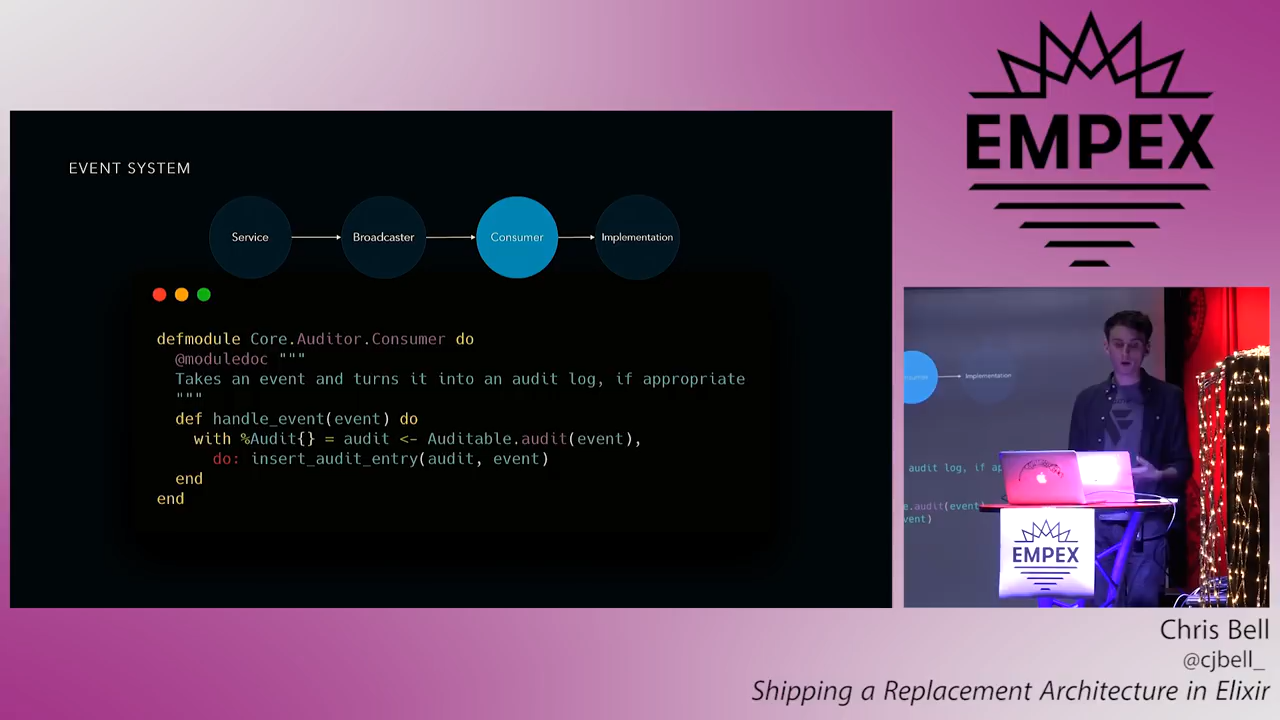 EVENT SYSTEM
Service
Broadcaster
Consumer
Implementation
defmodule Core.Auditor.Consumer do
@moduledoc """
Takes an event and turns it into an audit log, if appropriate
"""
def handle_event(event) do
with %Audit{} = audit <- Auditable.audit(event),
do: insert_audit_entry(audit, event)
end
end
EMPEX
Implementation
audit log, if ap
e.audit(event)
vent)
EMPEX
Chris Bell
@cjbell_
Shipping a Replacement Architecture in Elixir